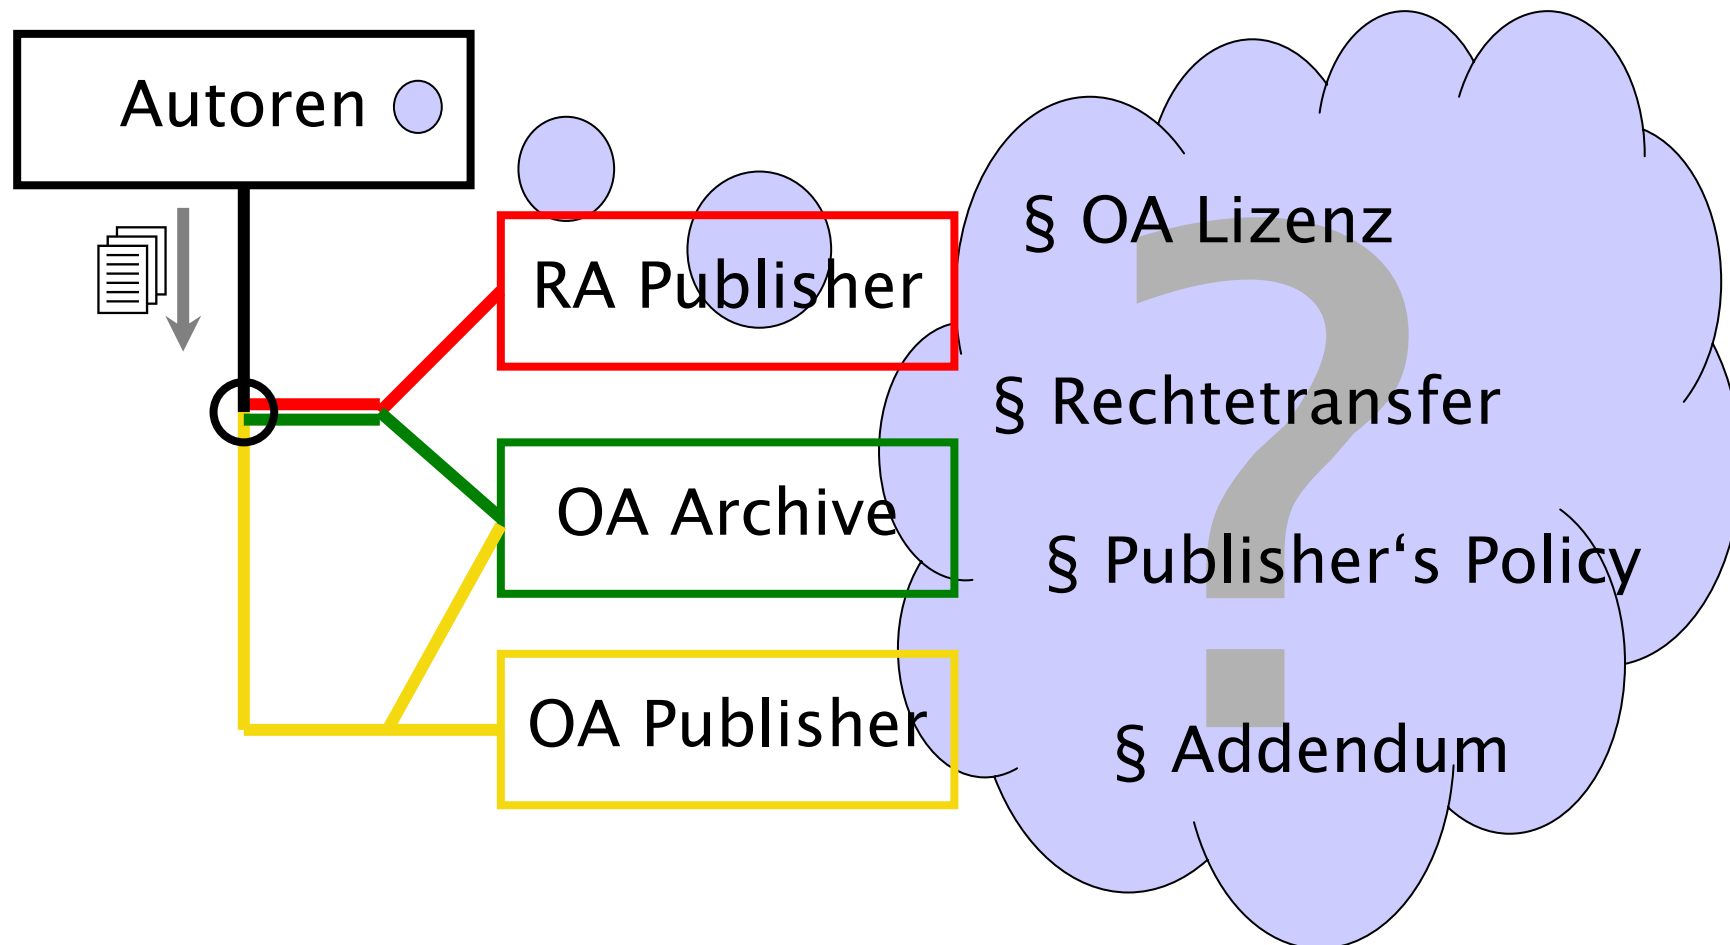 Autoren
RA Publisher
OA Archive
OA Publisher
?
§ OA Lizenz
§ Rechtetransfer
§ Publisher‘s Policy
§ Addendum